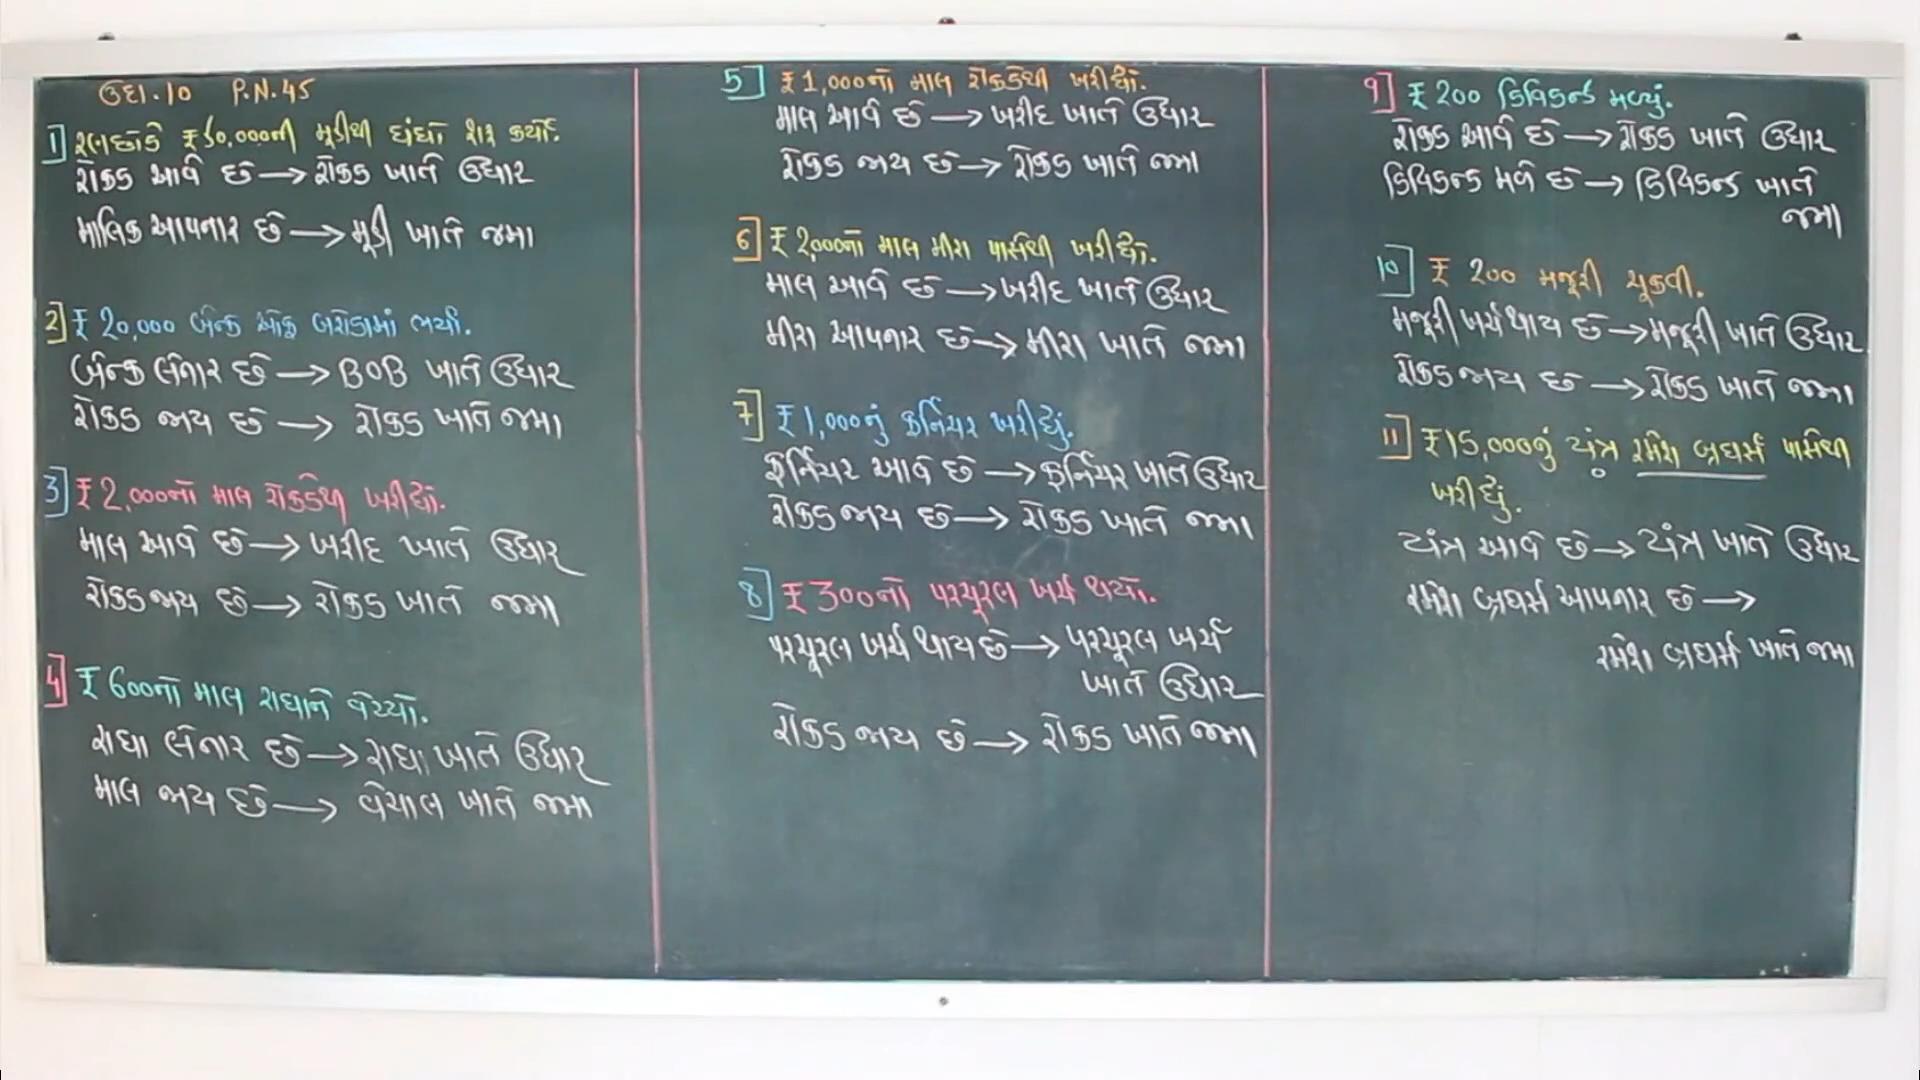 ઉદા.10 P.N.45
1] રણછોડે ₹50,000ની મૂડીથી ધંધો શરૂ કર્યો.
રોકડ આવે છે → રોકડ ખાતે ઉધાર
માલિક આપનાર છે → મૂડી ખાતે જમા
2] ₹20,000 બેન્ક ઓફ બરોડામાં ભર્યા.
બેન્ક લેનાર છે → BOB ખાતે ઉધાર
રોકડ જાય છે → રોકડ ખાતે જમા
3] ₹2,000નો માલ રોકડેથી ખરીદ્યો.
માલ આવે છે → ખરીદ ખાતે ઉધાર
રોકડ જાય છે → રોકડ ખાતે જમા
4] ₹600નો માલ રાધાને વેચ્યો.
રાધા લેનાર છે → રાધા ખાતે ઉધાર
માલ જાય છે → વેચાણ ખાતે જમા
5] ₹1,000નો માલ રોકડેથી ખરીદ્યો.
માલ આવે છે → ખરીદ ખાતે ઉધાર
રોકડ જાય છે → રોકડ ખાતે જમા
6] ₹2,000નો માલ મીરા પાસેથી ખરીદ્યો.
માલ આવે છે → ખરીદ ખાતે ઉધાર
મીરા આપનાર છે → મીરા ખાતે જમા
7] ₹1,000નું ફર્નિચર ખરીદ્યું.
ફર્નિચર આવે છે → ફર્નિચર ખાતે ઉધાર
રોકડ જાય છે → રોકડ ખાતે જમા
8] ₹300નો પરચૂરણ ખર્ચ થયો.
પરચૂરણ ખર્ચ થાય છે → પરચૂરણ ખર્ચ
ખાતે ઉધાર
રોકડ જાય છે → રોકડ ખાતે જમા
9] ₹200 ડિવિડન્ડ મળ્યું.
રોકડ આવે છે → રોકડ ખાતે ઉધાર
ડિવિડન્ડ મળે છે → ડિવિડન્ડ ખાતે
જમા
10] ₹ 200 મજૂરી ચૂકવી.
મજૂરી ખર્ચ થાય છે → મજૂરી ખાતે ઉધાર
રોકડ જાય છે → રોકડ ખાતે જમા
11] ₹15,000નું યંત્ર રમેશ બ્રધર્સ પાસેથી
ખરીદ્યું.
યંત્ર આવે છે → યંત્ર ખાતે ઉધાર
રમેશ બ્રધર્સ આપનાર છે →
રમેશ બ્રધર્સ ખાતે જમા